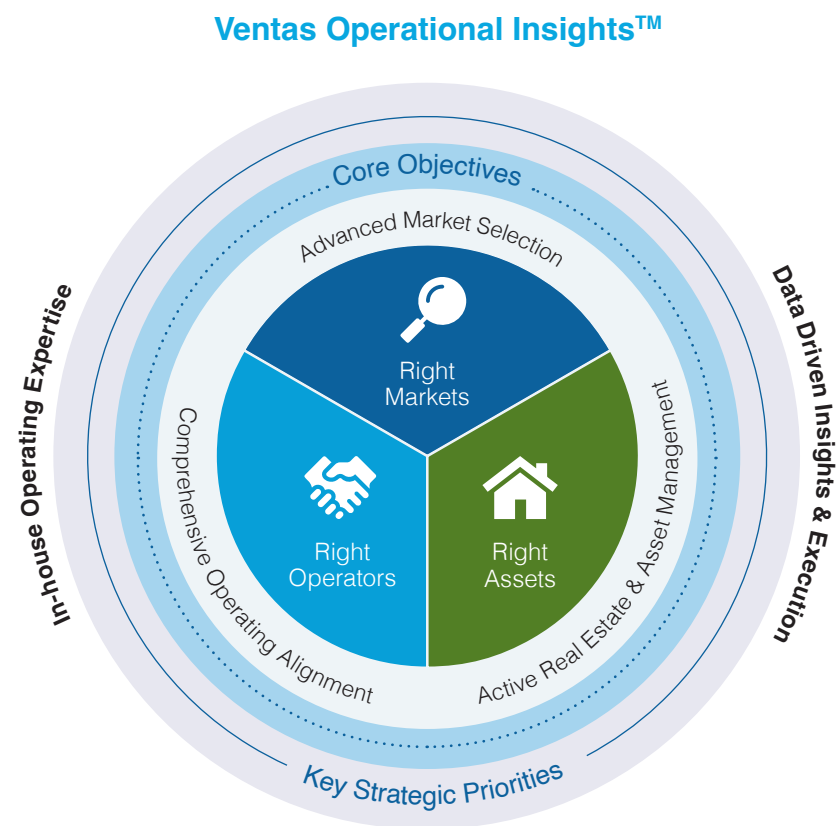 Ventas Operational Insights™
Core Objectives
Advanced Market Selection
Right
Markets
In-house Operating Expertise
Data Driven Insights & Execution
Comprehensive Operating Alignment
Right
Operators
Right
Assets
Active Real Estate & Asset Management
Key Strategic Priorities